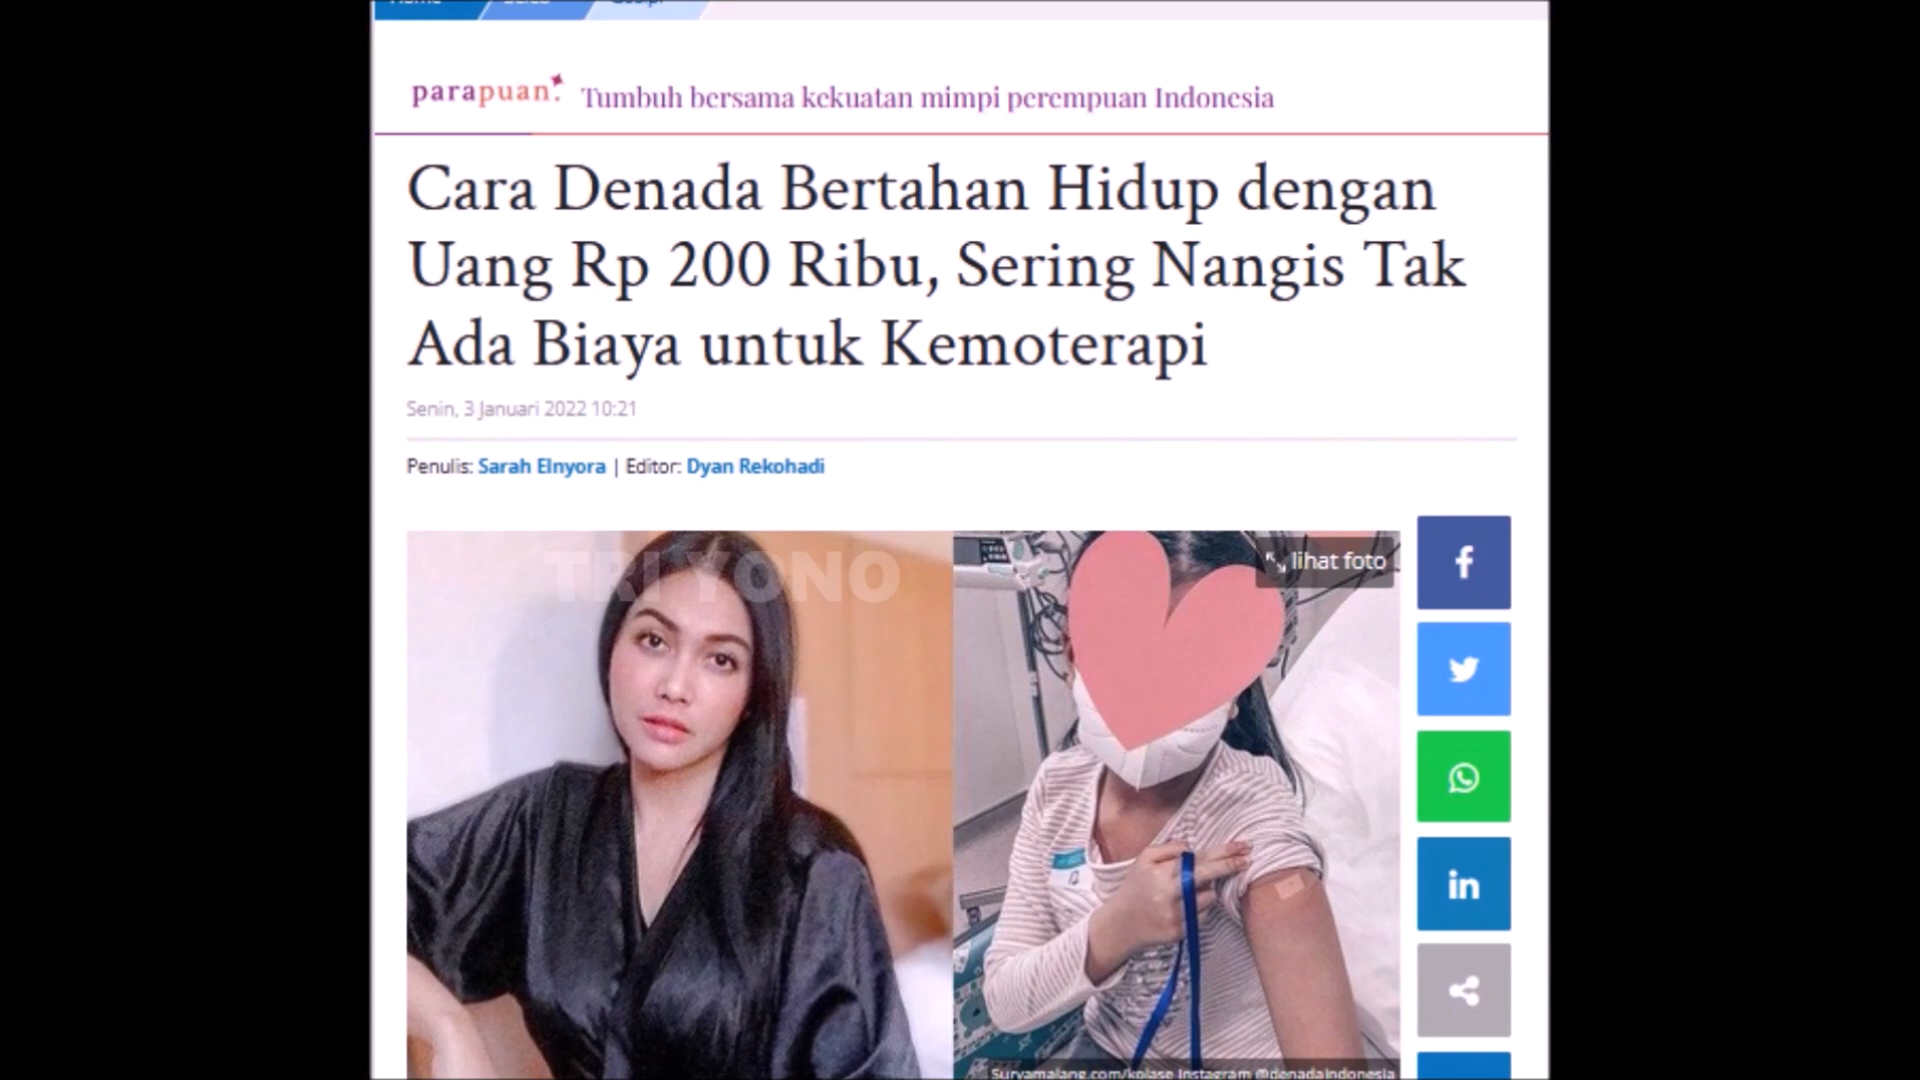 parapuan. Tumbuh bersama kekuatan mimpi perempuan Indonesia
Cara Denada Bertahan Hidup dengan
Uang Rp 200 Ribu, Sering Nangis Tak
Ada Biaya untuk Kemoterapi
Senin, 3 Januari 2022 10:21
Penulis: Sarah Elnyora | Editor: Dyan Rekohadi
TRI YONO
lihat foto
Suryamalang.com/kolase Instagram @denadaindonesia